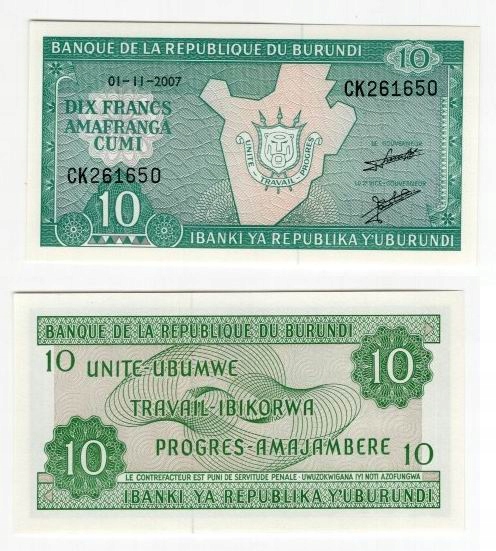 BANQUE DE LA REPUBLIQUE DU BURUNDI
10
01-11-2007
CK261650
DIX FRANCS
AMAFRANGA
CUMI
UNITE - TRAVAIL - PROGRES
LE GOUVERNEUR
CK261650
LE 2e VICE-GOUVERNEUR
10
IBANKI YA REPUBLIKA Y'UBURUNDI
BANQUE DE LA REPUBLIQUE DU BURUNDI
10
10
UNITE-UBUMWE
TRAVAIL-IBIKORWA
PROGRES-AMAJAMBERE
10
10
LE CONTREFACTEUR EST PUNI DE SERVITUDE PENALE - UWUZOKWIGANA IYI NOTI AZOFUNGWA
IBANKI YA REPUBLIKA Y'UBURUNDI